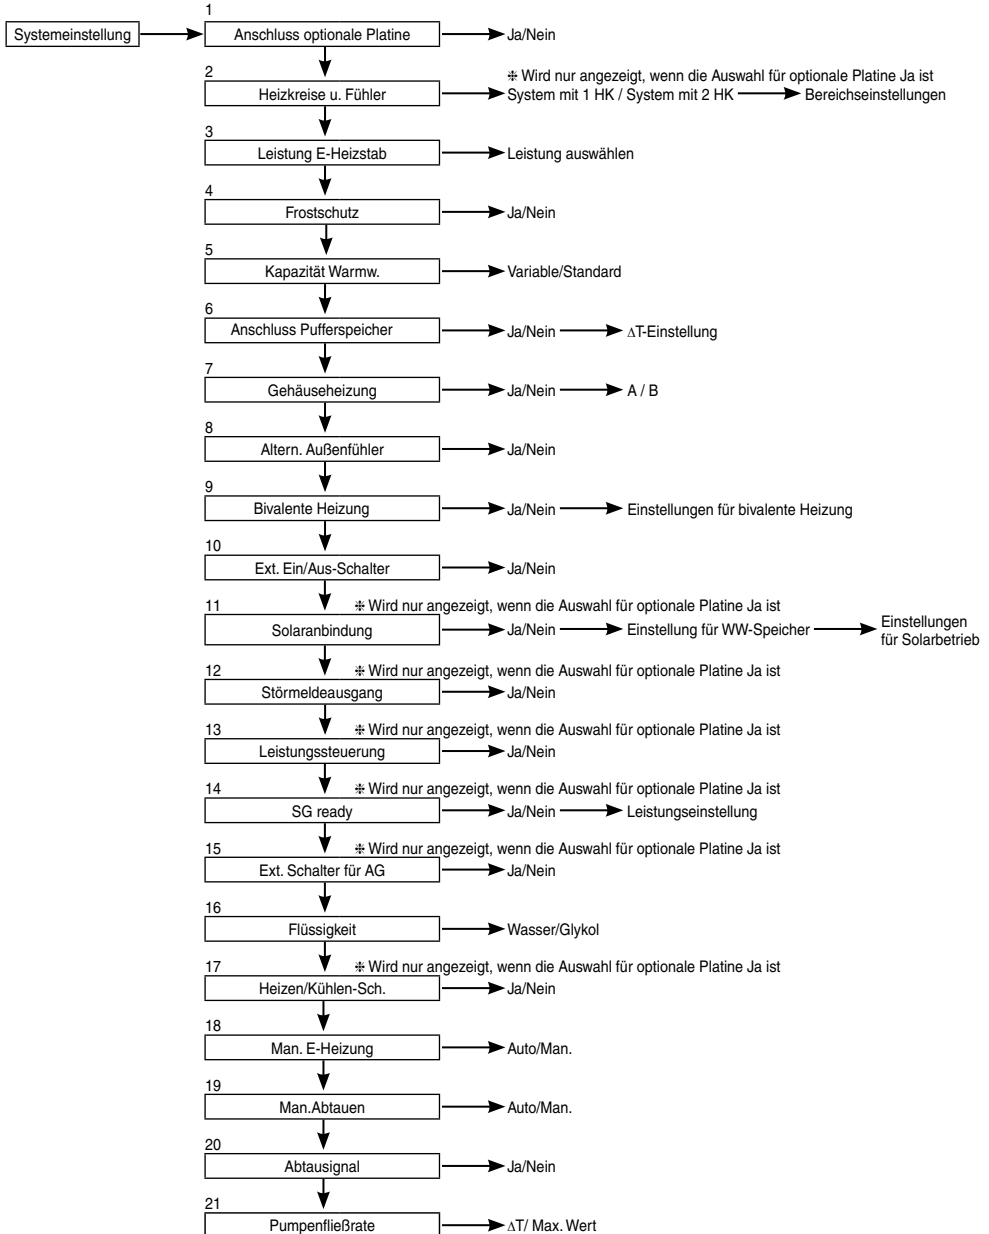 1
Systemeinstellung
Anschluss optionale Platine
Ja/Nein
2
❉ Wird nur angezeigt, wenn die Auswahl für optionale Platine Ja ist
Heizkreise u. Fühler
System mit 1 HK / System mit 2 HK
Bereichseinstellungen
3
Leistung E-Heizstab
Leistung auswählen
4
Frostschutz
Ja/Nein
5
Kapazität Warmw.
Variable/Standard
6
Anschluss Pufferspeicher
Ja/Nein
∆T-Einstellung
7
Gehäuseheizung
Ja/Nein
A / B
8
Altern. Außenfühler
Ja/Nein
9
Bivalente Heizung
Ja/Nein
Einstellungen für bivalente Heizung
10
Ext. Ein/Aus-Schalter
Ja/Nein
11
❉ Wird nur angezeigt, wenn die Auswahl für optionale Platine Ja ist
Solaranbindung
Ja/Nein
Einstellung für WW-Speicher
Einstellungen
für Solarbetrieb
12
❉ Wird nur angezeigt, wenn die Auswahl für optionale Platine Ja ist
Störmeldeausgang
Ja/Nein
13
❉ Wird nur angezeigt, wenn die Auswahl für optionale Platine Ja ist
Leistungssteuerung
Ja/Nein
14
❉ Wird nur angezeigt, wenn die Auswahl für optionale Platine Ja ist
SG ready
Ja/Nein
Leistungseinstellung
15
❉ Wird nur angezeigt, wenn die Auswahl für optionale Platine Ja ist
Ext. Schalter für AG
Ja/Nein
16
Flüssigkeit
Wasser/Glykol
17
❉ Wird nur angezeigt, wenn die Auswahl für optionale Platine Ja ist
Heizen/Kühlen-Sch.
Ja/Nein
18
Man. E-Heizung
Auto/Man.
19
Man.Abtauen
Auto/Man.
20
Abtausignal
Ja/Nein
21
Pumpenfließrate
∆T/ Max. Wert